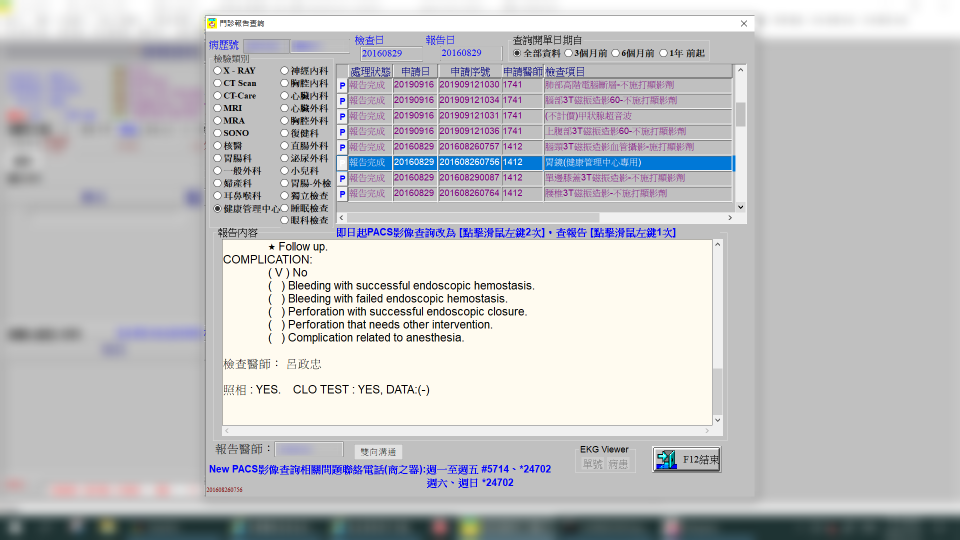 門診報告查詢
病歷號
檢查日
20160829
報告日
20160829
查詢開單日期自
全部資料 3個月前 6個月前 1年 前起
檢驗類別
X - RAY 神經內科
CT Scan 胸腔內科
CT-Care 心臟內科
MRI 心臟外科
MRA 胸腔外科
SONO 復健科
核醫 直腸外科
胃腸科 泌尿外科
一般外科 小兒科
婦產科 胃腸-外檢
耳鼻喉科 獨立檢查
健康管理中心 睡眠檢查
眼科檢查
處理狀態 申請日 申請序號 申請醫師 檢查項目
P 報告完成 20190916 201909121030 1741 肺部高階電腦斷層-不施打顯影劑
P 報告完成 20190916 201909121034 1741 腦部3T磁振造影60-不施打顯影劑
P 報告完成 20190916 201909121031 1741 (不計價)甲狀腺超音波
P 報告完成 20190916 201909121036 1741 上腹部3T磁振造影60-不施打顯影劑
P 報告完成 20160829 201608260757 1412 腦頸3T磁振造影血管攝影-施打顯影劑
報告完成 20160829 201608260756 1412 胃鏡(健康管理中心專用)
P 報告完成 20160829 201608290087 1412 單邊膝蓋3T磁振造影-不施打顯影劑
P 報告完成 20160829 201608260764 1412 腰椎3T磁振造影-不施打顯影劑
報告內容
即日起PACS影像查詢改為 [點擊滑鼠左鍵2次]，查報告 [點擊滑鼠左鍵1次]
★ Follow up.
COMPLICATION:
( V ) No
( ) Bleeding with successful endoscopic hemostasis.
( ) Bleeding with failed endoscopic hemostasis.
( ) Perforation with successful endoscopic closure.
( ) Perforation that needs other intervention.
( ) Complication related to anesthesia.
檢查醫師： 呂政忠
照相 : YES. CLO TEST : YES, DATA:(-)
報告醫師：
雙向溝通
EKG Viewer
單號 病患
F12結束
New PACS影像查詢相關問題聯絡電話(商之器):週一至週五 #5714、*24702
週六、週日 *24702
201608260756